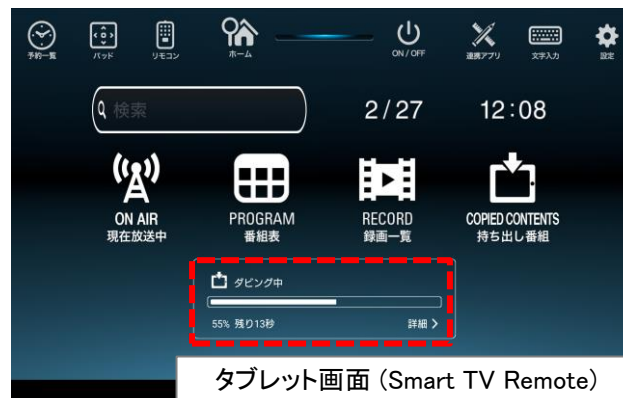 予約一覧
パッド
リモコン
ホーム
ON / OFF
連携アプリ
文字入力
設定
検索
2/27
12:08
ON AIR
現在放送中
PROGRAM
番組表
RECORD
録画一覧
COPIED CONTENTS
持ち出し番組
ダビング中
55% 残り13秒
詳細
タブレット画面 (Smart TV Remote)